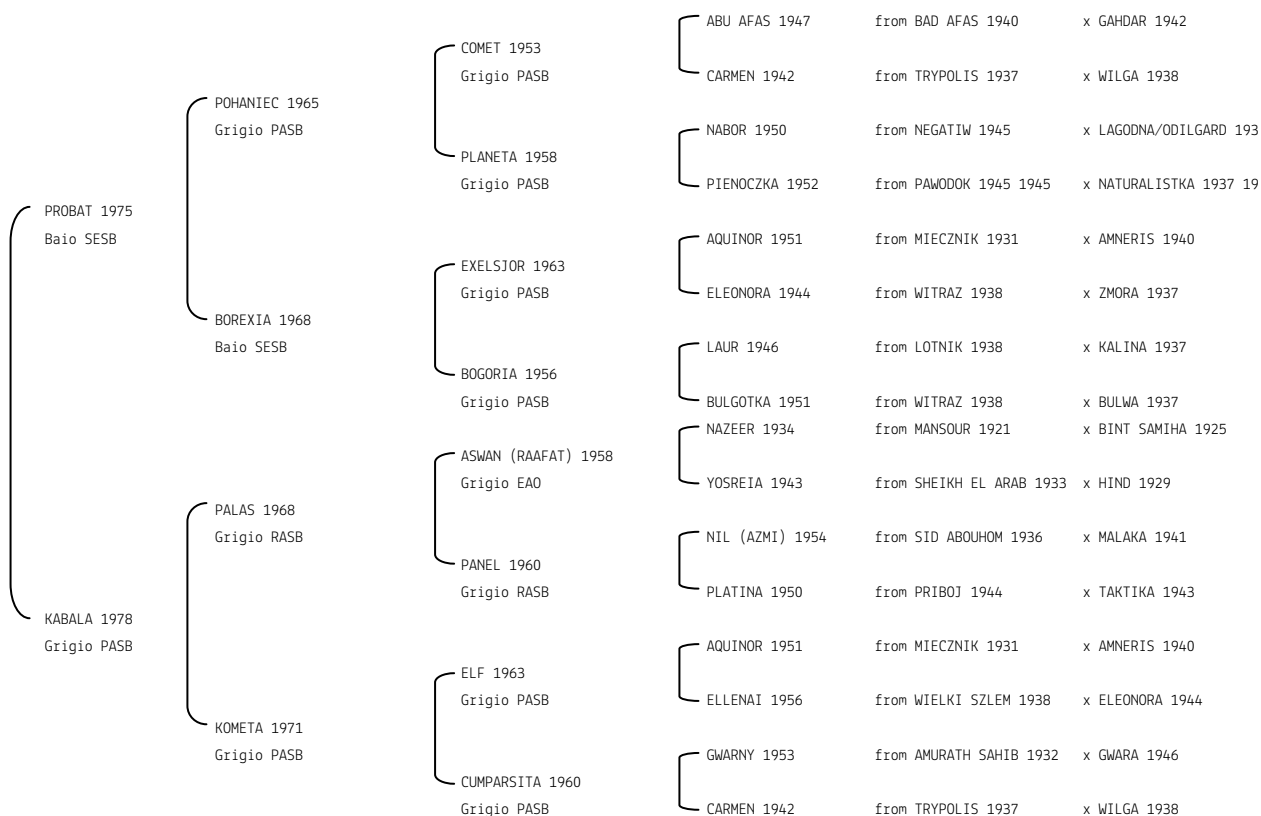 ABU AFAS 1947 from BAD AFAS 1940 x GAHDAR 1942
COMET 1953
Grigio PASB CARMEN 1942 from TRYPOLIS 1937 x WILGA 1938
POHANIEC 1965
Grigio PASB NABOR 1950 from NEGATIW 1945 x LAGODNA/ODILGARD 193
PLANETA 1958
Grigio PASB PIENOCZKA 1952 from PAWODOK 1945 1945 x NATURALISTKA 1937 19
PROBAT 1975
Baio SESB AQUINOR 1951 from MIECZNIK 1931 x AMNERIS 1940
EXELSJOR 1963
Grigio PASB ELEONORA 1944 from WITRAZ 1938 x ZMORA 1937
BOREXIA 1968
Baio SESB LAUR 1946 from LOTNIK 1938 x KALINA 1937
BOGORIA 1956
Grigio PASB BULGOTKA 1951 from WITRAZ 1938 x BULWA 1937
NAZEER 1934 from MANSOUR 1921 x BINT SAMIHA 1925
ASWAN (RAAFAT) 1958
Grigio EAO YOSREIA 1943 from SHEIKH EL ARAB 1933 x HIND 1929
PALAS 1968
Grigio RASB NIL (AZMI) 1954 from SID ABOUHOM 1936 x MALAKA 1941
PANEL 1960
Grigio RASB PLATINA 1950 from PRIBOJ 1944 x TAKTIKA 1943
KABALA 1978
Grigio PASB AQUINOR 1951 from MIECZNIK 1931 x AMNERIS 1940
ELF 1963
Grigio PASB ELLENAI 1956 from WIELKI SZLEM 1938 x ELEONORA 1944
KOMETA 1971
Grigio PASB GWARNY 1953 from AMURATH SAHIB 1932 x GWARA 1946
CUMPARSITA 1960
Grigio PASB CARMEN 1942 from TRYPOLIS 1937 x WILGA 1938